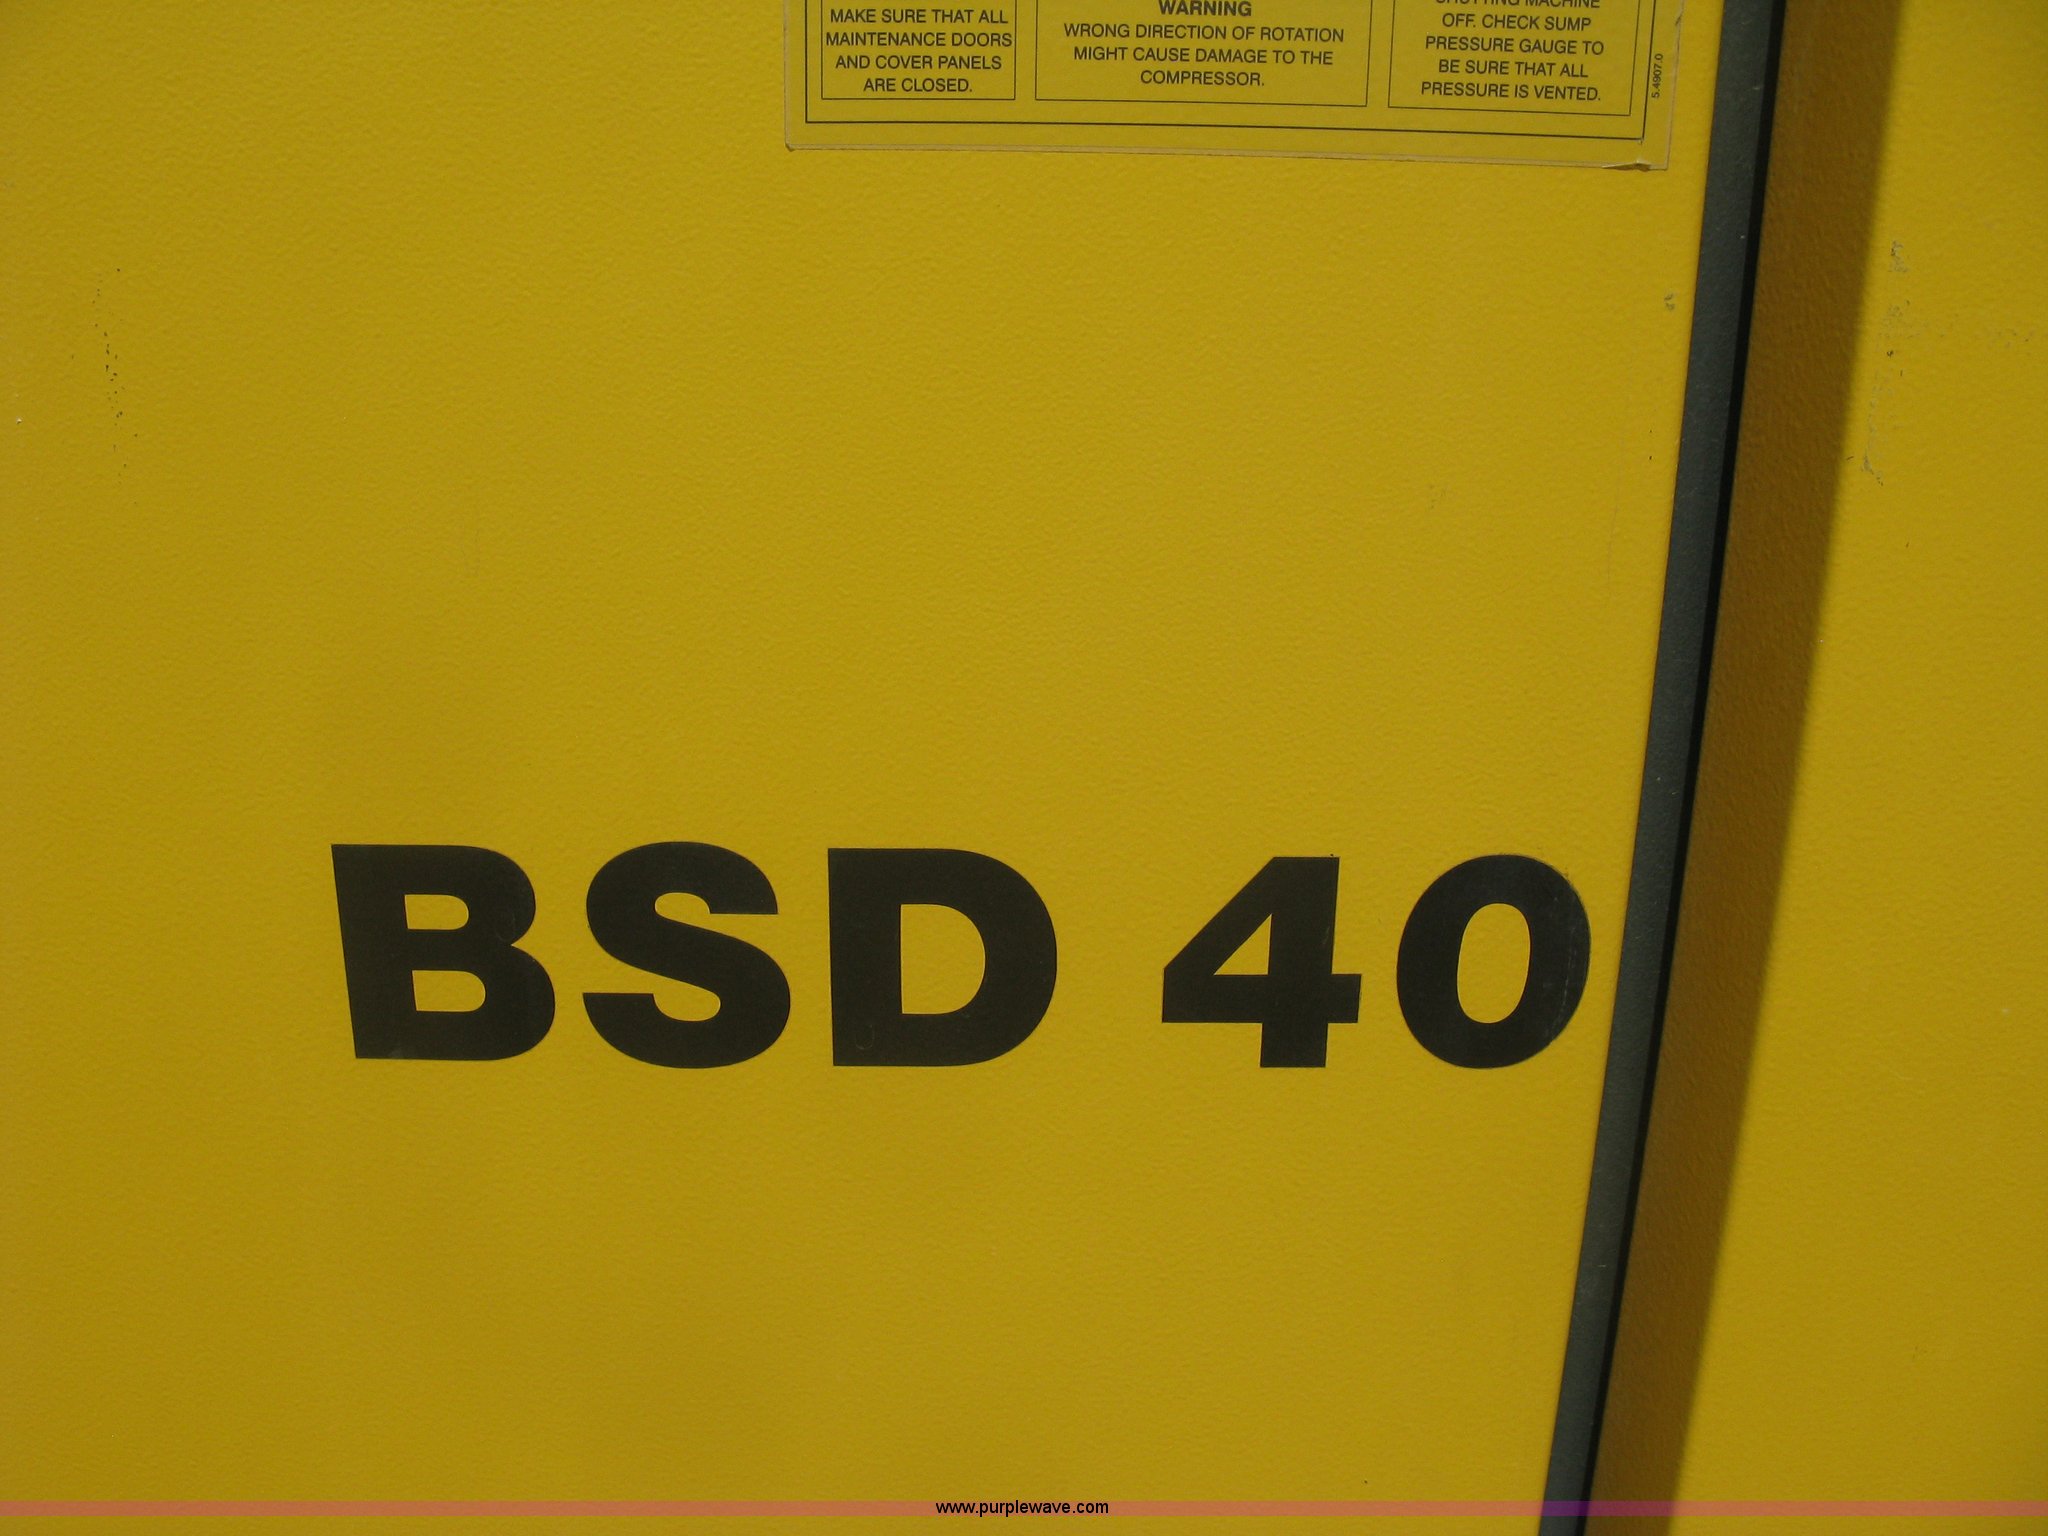 MAKE SURE THAT ALL
MAINTENANCE DOORS
AND COVER PANELS
ARE CLOSED.
WARNING
WRONG DIRECTION OF ROTATION
MIGHT CAUSE DAMAGE TO THE
COMPRESSOR.
SHUTTING MACHINE
OFF. CHECK SUMP
PRESSURE GAUGE TO
BE SURE THAT ALL
PRESSURE IS VENTED.
5.4907.0
BSD 40
www.purplewave.com